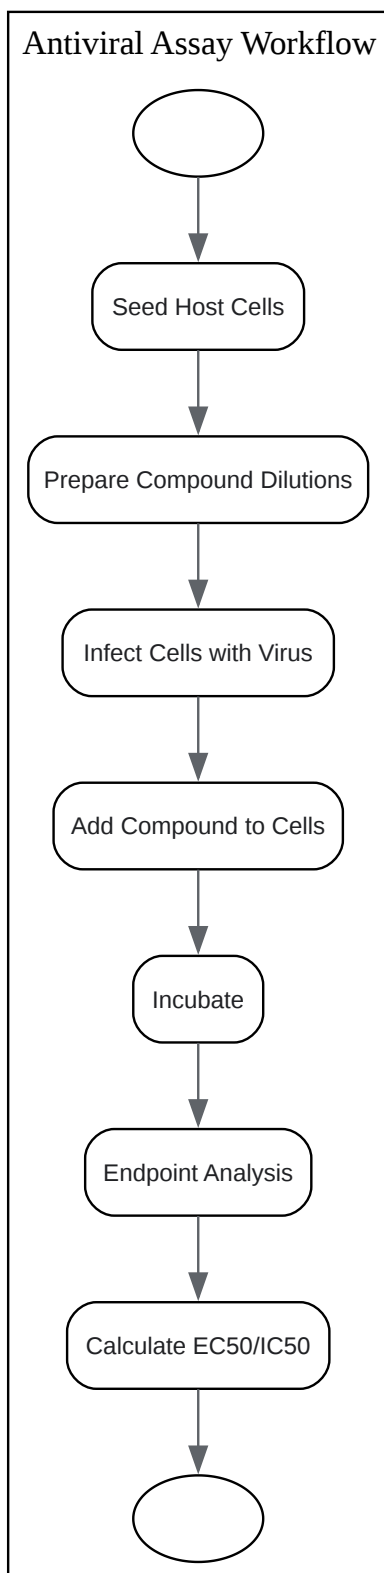 Antiviral Assay Workflow
Seed Host Cells
Prepare Compound Dilutions
Infect Cells with Virus
Add Compound to Cells
Incubate
Endpoint Analysis
Calculate EC50/IC50